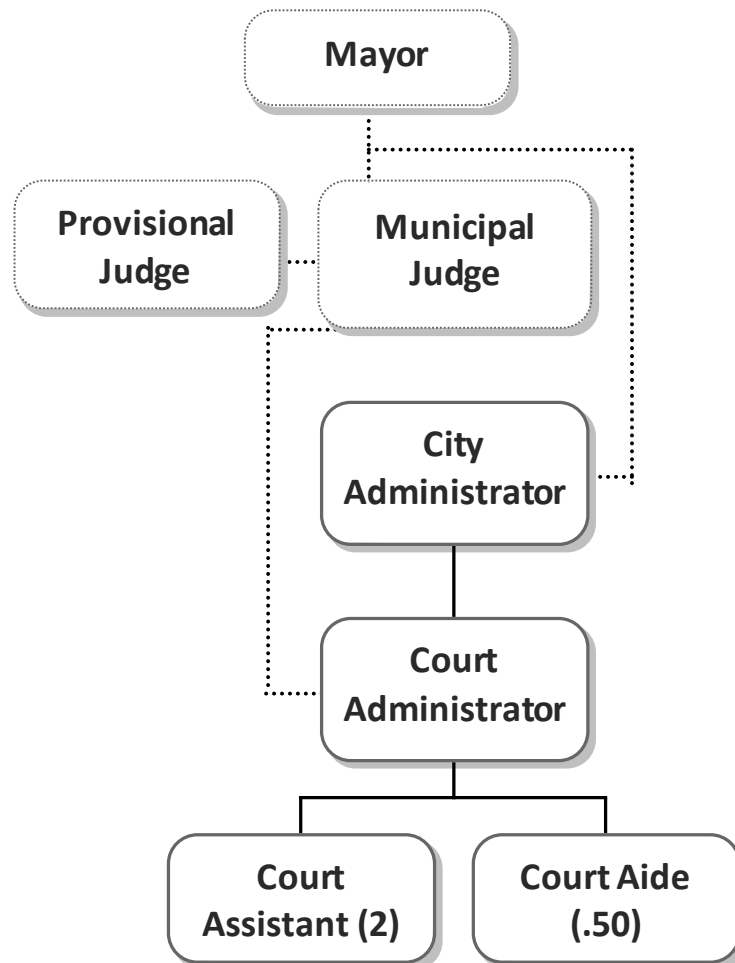 Mayor
Provisional
Judge
Municipal
Judge
City
Administrator
Court
Administrator
Court
Assistant (2)
Court Aide
(.50)